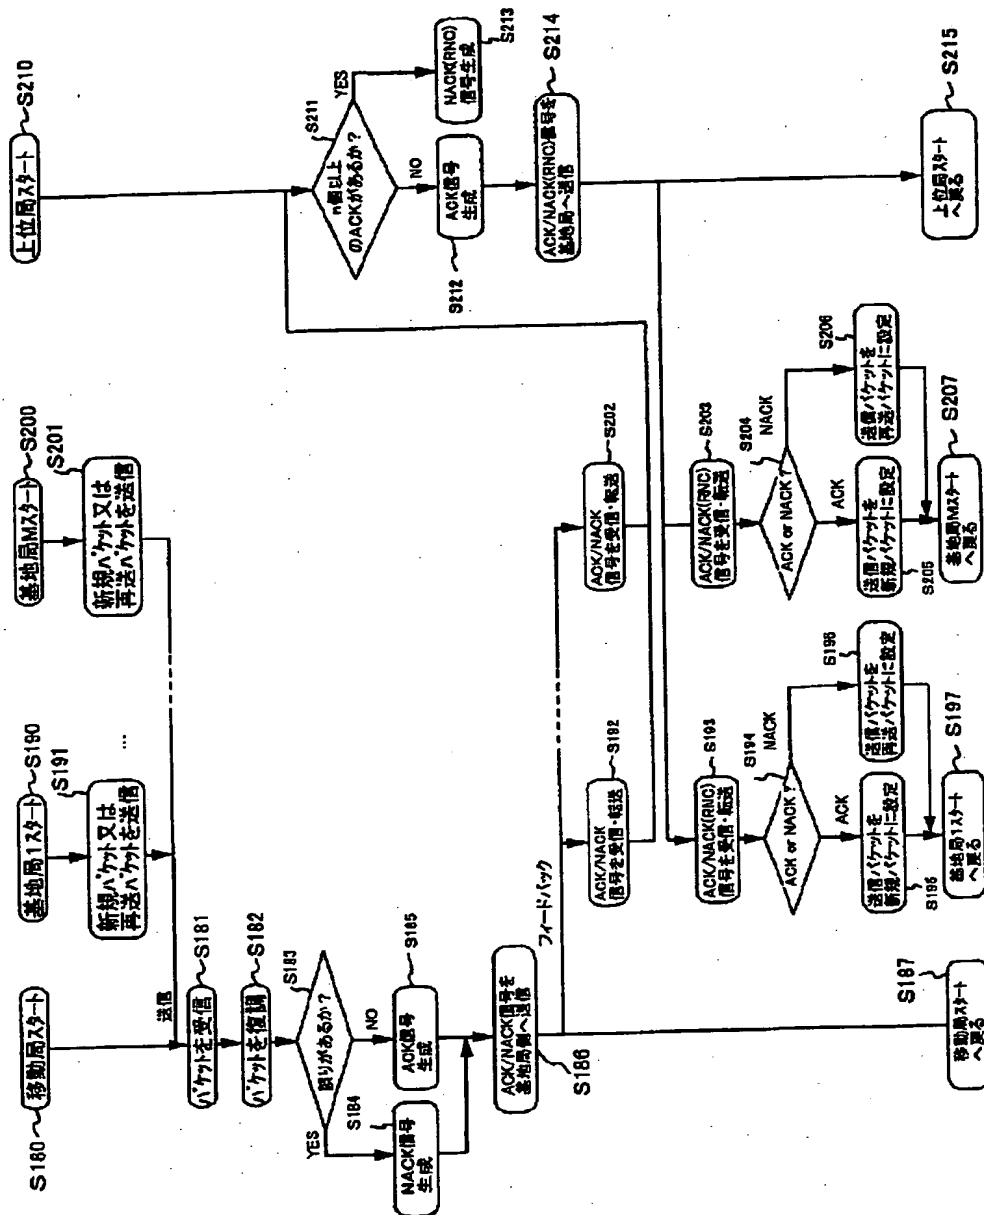 S180
移動局スタート
送信
S181
パケットを受信
S182
パケットを復調
S183
誤りがあるか？
YES
NO
S184
NACK信号
生成
S185
ACK信号
生成
ACK/NACK信号を
基地局側へ送信
S186
フィードバック
S187
移動局スタート
へ戻る
基地局1スタート
S190
S191
新規パケット又は
再送パケットを送信
…
S192
ACK/NACK
信号を受信・転送
S193
ACK/NACK(RNC)
信号を受信・転送
S194
ACK or NACK？
NACK
ACK
S195
送信パケットを
新規パケットに設定
S196
送信パケットを
再送パケットに設定
S197
基地局1スタート
へ戻る
基地局Mスタート
S200
S201
新規パケット又は
再送パケットを送信
S202
ACK/NACK
信号を受信・転送
S203
ACK/NACK(RNC)
信号を受信・転送
S204
ACK or NACK？
NACK
ACK
S205
送信パケットを
新規パケットに設定
S206
送信パケットを
再送パケットに設定
S207
基地局Mスタート
へ戻る
上位局スタート
S210
S211
n個以上
のACKがあるか？
YES
NO
S212
ACK信号
生成
S213
NACK(RNC)
信号生成
S214
ACK/NACK(RNC)信号を
基地局へ送信
S215
上位局スタート
へ戻る